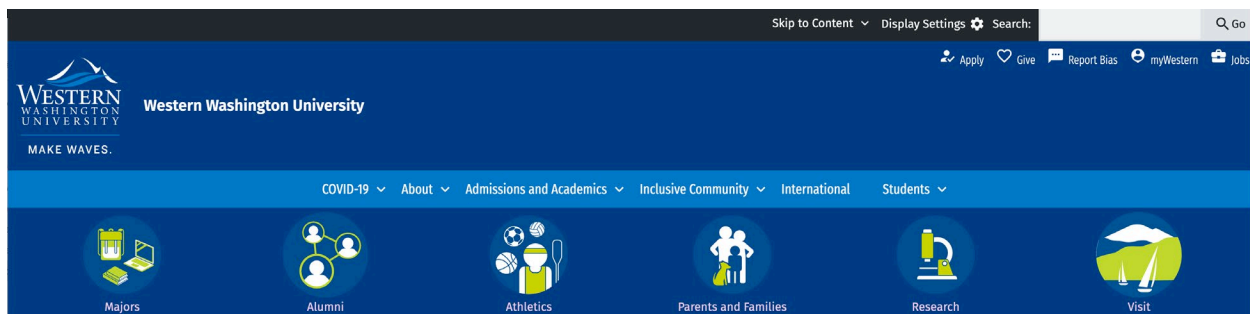 Skip to Content Display Settings Search: Go
Apply Give Report Bias myWestern Jobs
WESTERN
WASHINGTON
UNIVERSITY
MAKE WAVES.
Western Washington University
COVID-19 About Admissions and Academics Inclusive Community International Students
Majors Alumni Athletics Parents and Families Research Visit